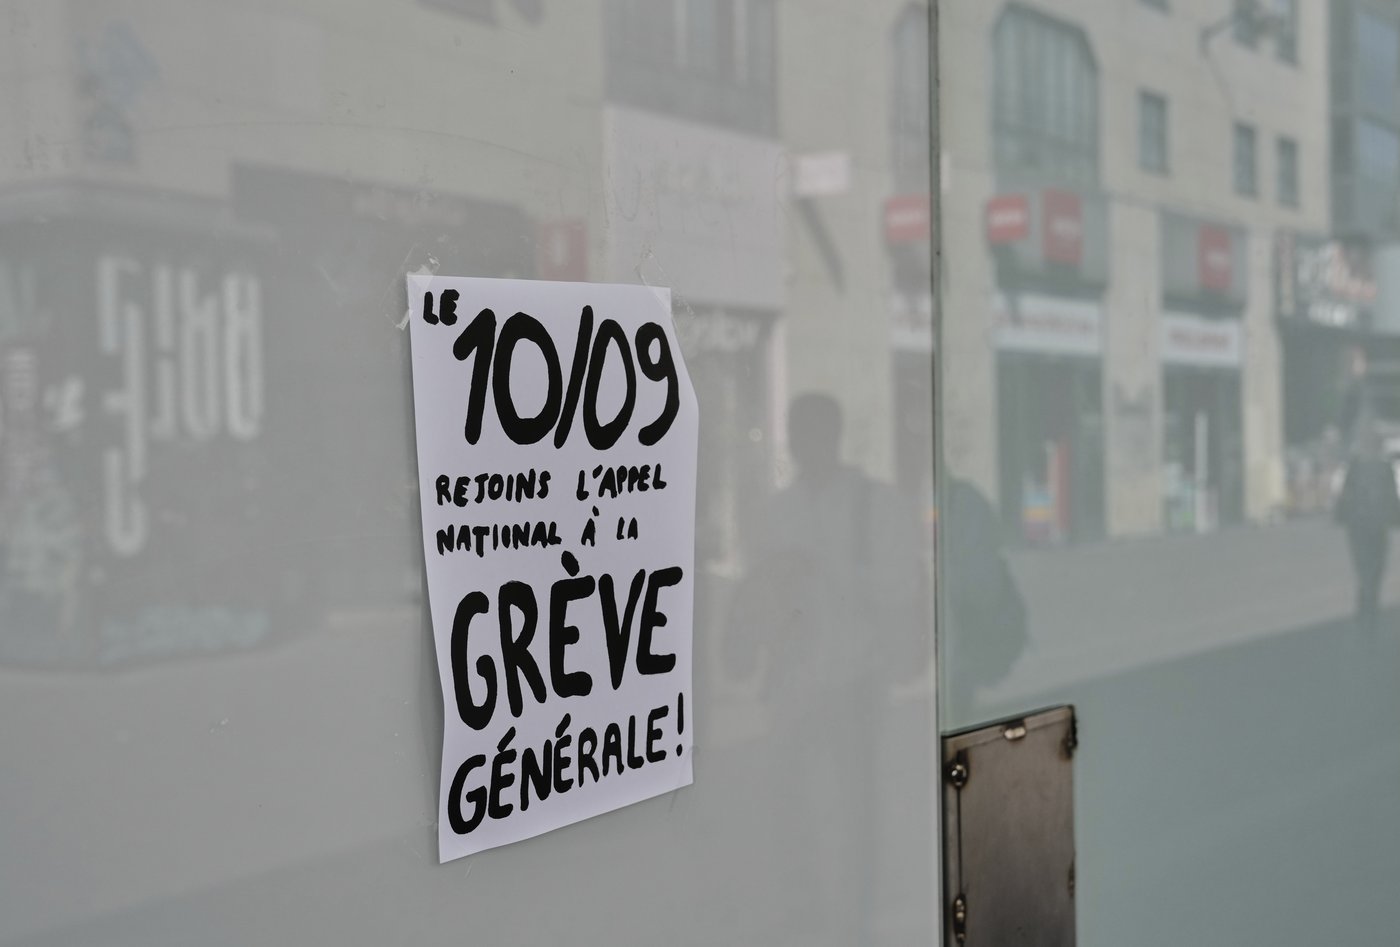 LE
10/09
REJOINS L'APPEL
NATIONAL À LA
GRÈVE
GÉNÉRALE!